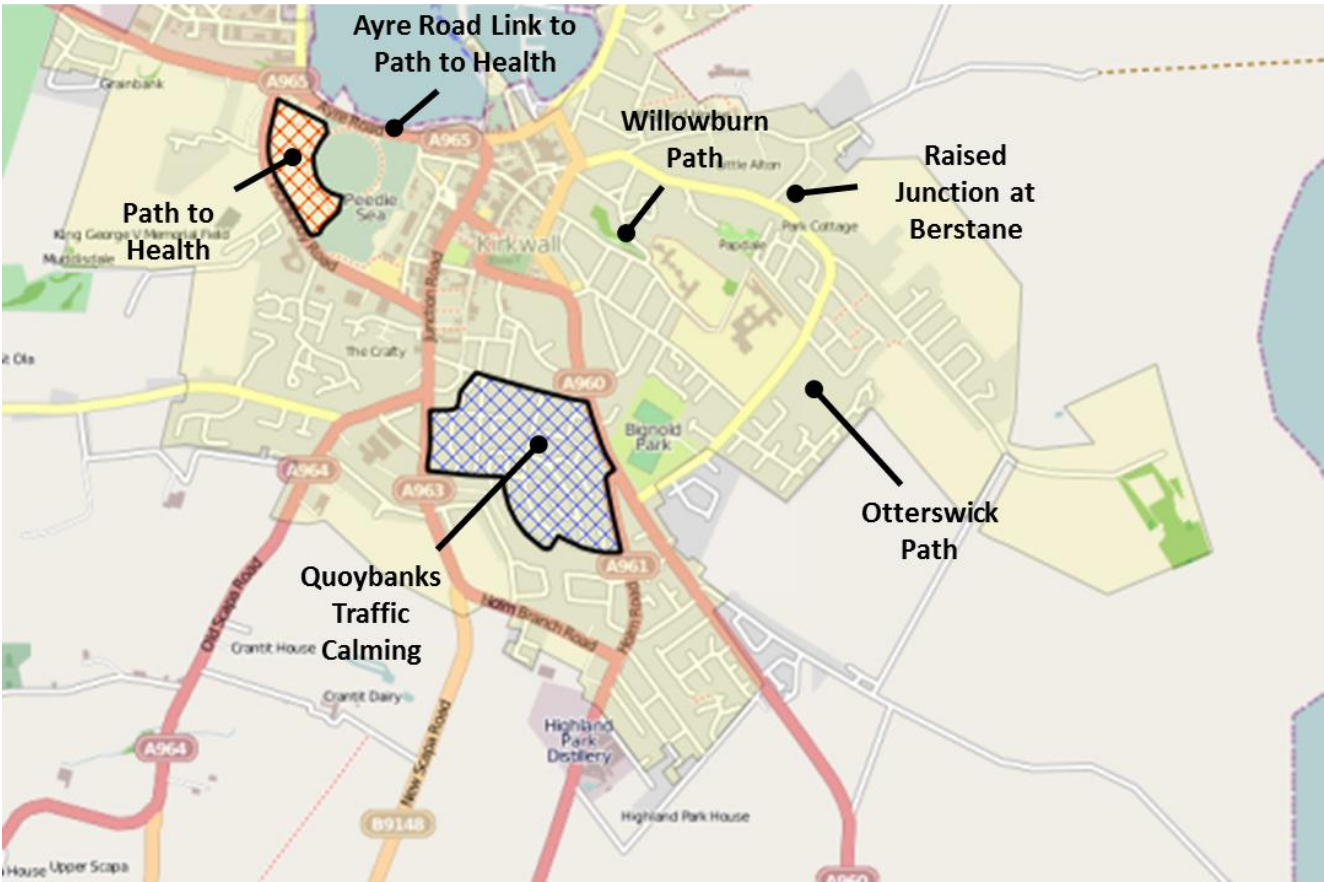 Ayre Road Link to
Path to Health
Willowburn
Path
Raised
Junction at
Berstane
Path to
Health
Otterswick
Path
Quoybanks
Traffic
Calming
A965
Grainbank
Ayre Road
A965
Little Alton
Park Cottage
Papdale
Peedie
Sea
King George V Memorial Field
Muddisdale
Kirkwall
Junction Road
The Crafty
A960
Bignold
Park
A964
A963
A961
Holm Branch Road
Holm Road
Old Scapa Road
Crantit House
Crantit Dairy
New Scapa Road
A964
Highland
Park
Distillery
B9148
Highland Park House
Upper Scapa
House
A960